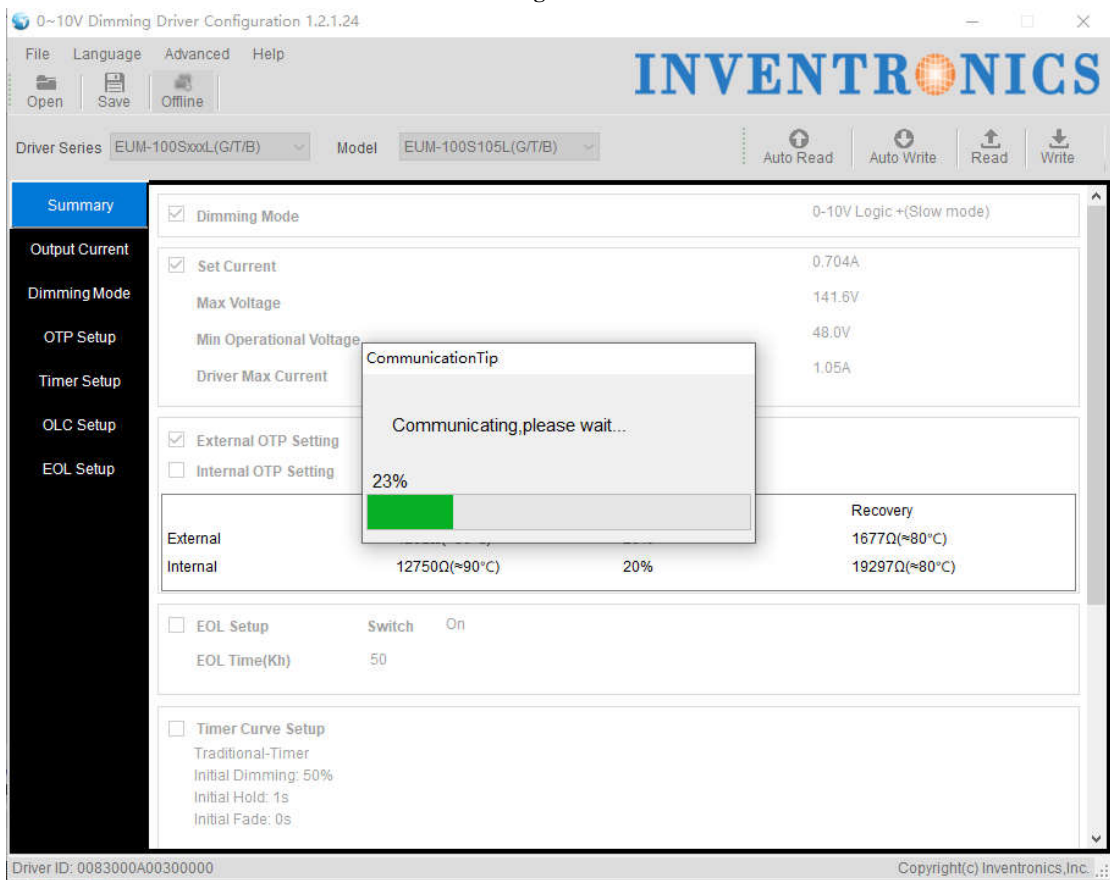 0~10V Dimming Driver Configuration 1.2.1.24
File Language Advanced Help
INVENTRONICS
Open Save Offline
Driver Series EUM-100SxxxL(G/T/B) Model EUM-100S105L(G/T/B) Auto Read Auto Write Read Write
Summary
Output Current
Dimming Mode
OTP Setup
Timer Setup
OLC Setup
EOL Setup
Dimming Mode 0-10V Logic +(Slow mode)
Set Current 0.704A
Max Voltage 141.6V
Min Operational Voltage 48.0V
Driver Max Current 1.05A
CommunicationTip
Communicating,please wait...
23%
External OTP Setting
Internal OTP Setting
Recovery
External 1677Ω(≈80°C)
Internal 12750Ω(≈90°C) 20% 19297Ω(≈80°C)
EOL Setup Switch On
EOL Time(Kh) 50
Timer Curve Setup
Traditional-Timer
Initial Dimming: 50%
Initial Hold: 1s
Initial Fade: 0s
Driver ID: 0083000A00300000 Copyright(c) Inventronics,Inc.